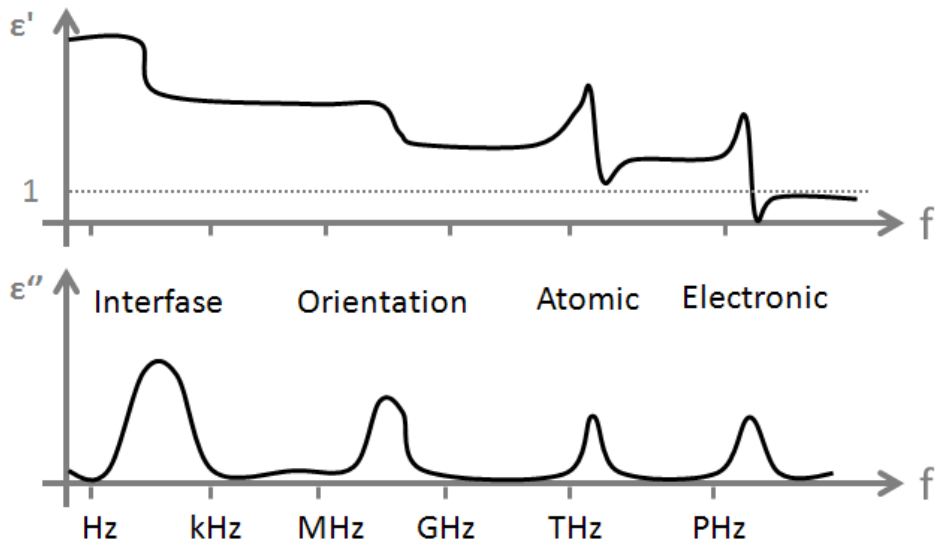 ε'
1
f
ε″
Interfase Orientation Atomic Electronic
f
Hz kHz MHz GHz THz PHz